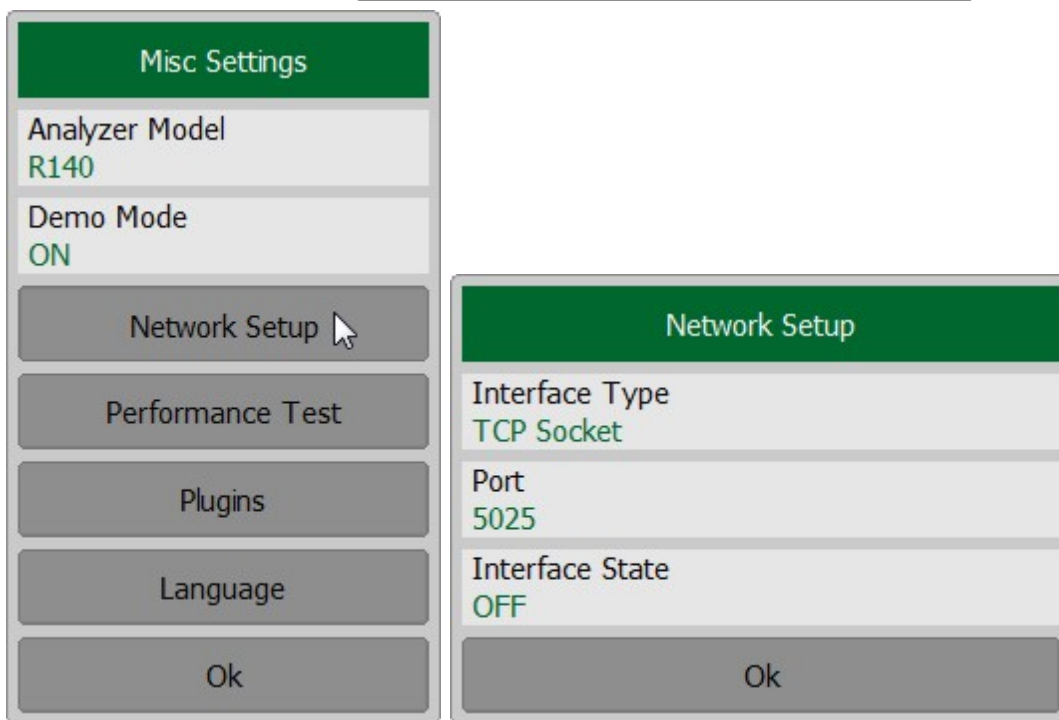 Misc Settings
Analyzer Model
R140
Demo Mode
ON
Network Setup
Performance Test
Plugins
Language
Ok
Network Setup
Interface Type
TCP Socket
Port
5025
Interface State
OFF
Ok